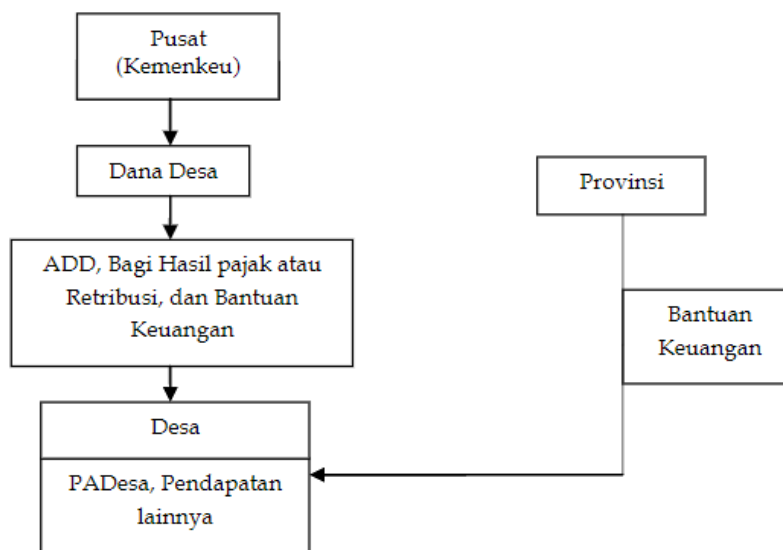 Pusat
(Kemenkeu)
Dana Desa
Provinsi
ADD, Bagi Hasil pajak atau
Retribusi, dan Bantuan
Keuangan
Bantuan
Keuangan
Desa
PADesa, Pendapatan
lainnya